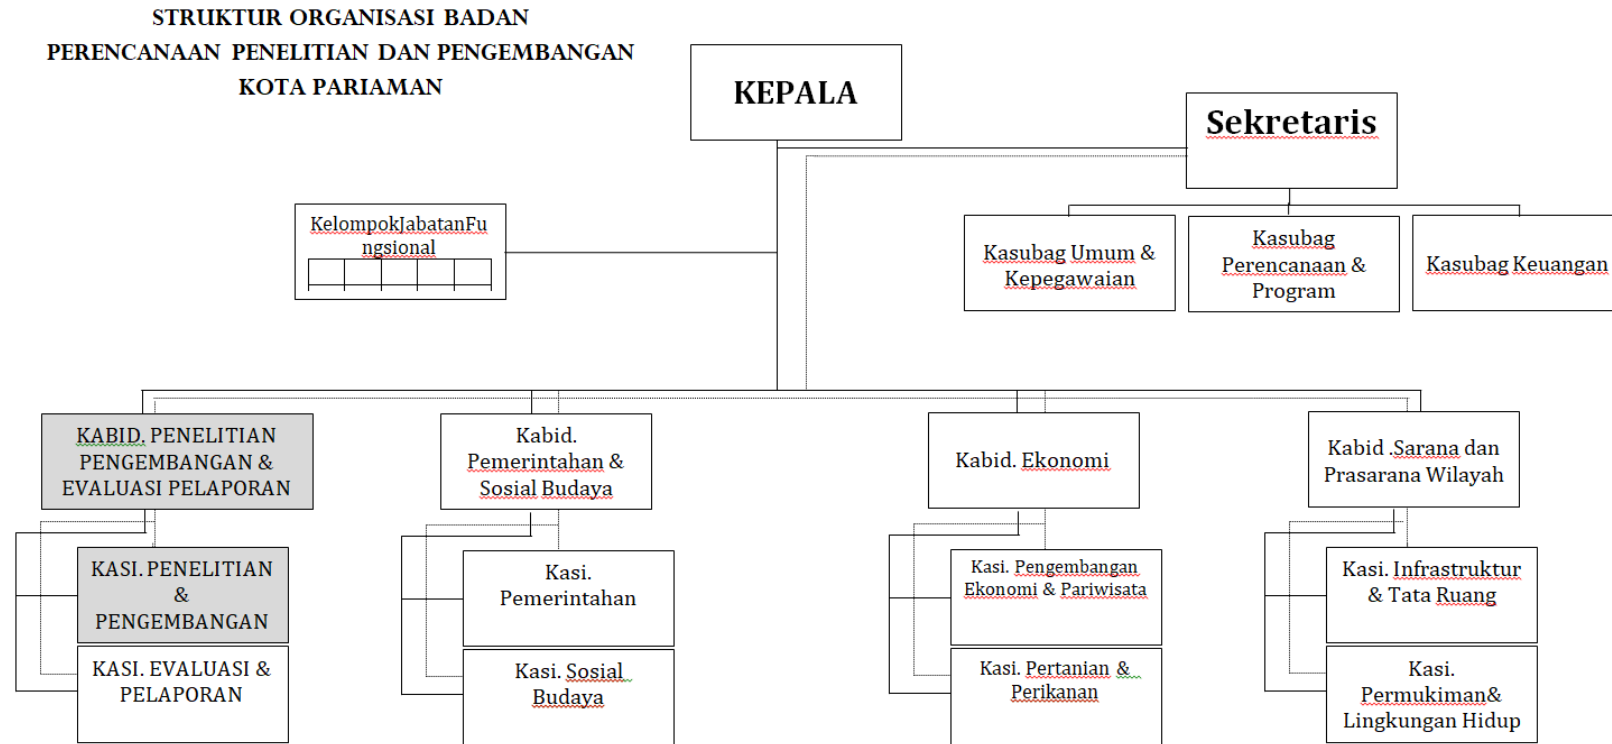 STRUKTUR ORGANISASI BADAN
PERENCANAAN PENELITIAN DAN PENGEMBANGAN
KOTA PARIAMAN
KEPALA
Sekretaris
KelompokJabatanFu
ngsional
Kasubag Umum &
Kepegawaian
Kasubag
Perencanaan &
Program
Kasubag Keuangan
KABID. PENELITIAN
PENGEMBANGAN &
EVALUASI PELAPORAN
Kabid.
Pemerintahan &
Sosial Budaya
Kabid. Ekonomi
Kabid .Sarana dan
Prasarana Wilayah
KASI. PENELITIAN
&
PENGEMBANGAN
KASI. EVALUASI &
PELAPORAN
Kasi.
Pemerintahan
Kasi. Sosial
Budaya
Kasi. Pengembangan
Ekonomi & Pariwisata
Kasi. Pertanian &
Perikanan
Kasi. Infrastruktur
& Tata Ruang
Kasi.
Permukiman&
Lingkungan Hidup